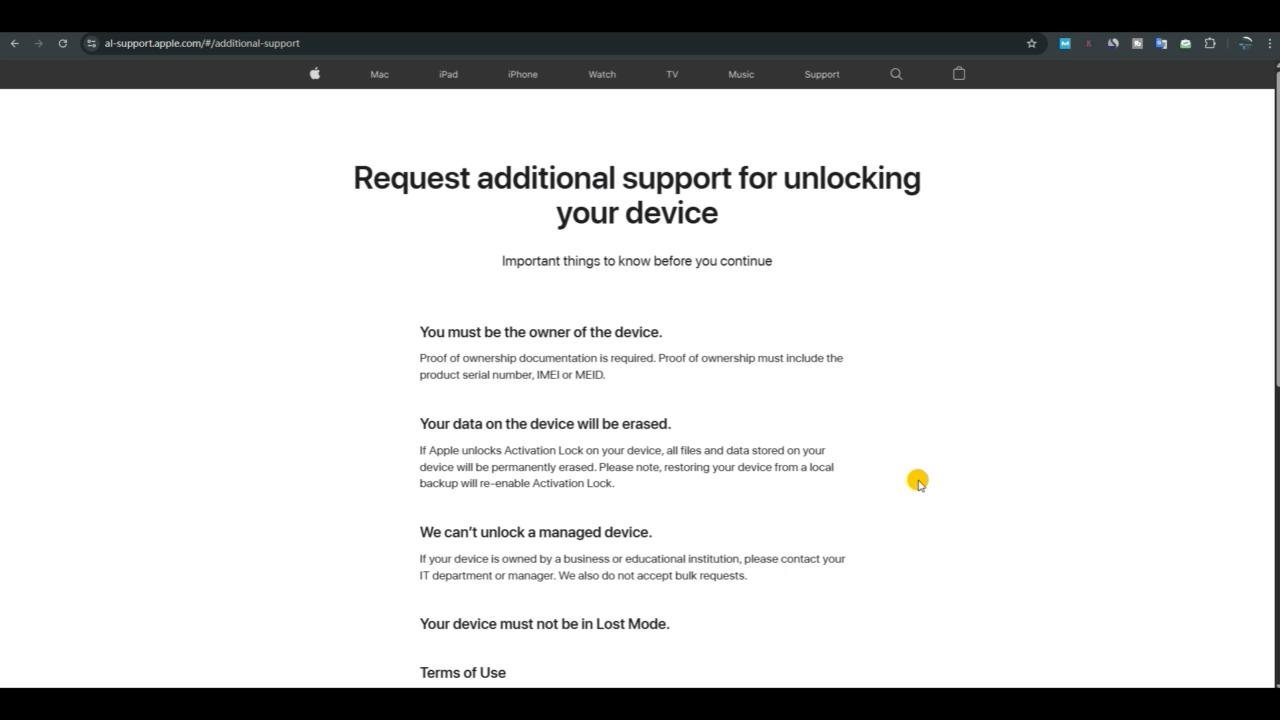 al-support.apple.com/#/additional-support
Mac iPad iPhone Watch TV Music Support
Request additional support for unlocking
your device
Important things to know before you continue
You must be the owner of the device.
Proof of ownership documentation is required. Proof of ownership must include the
product serial number, IMEI or MEID.
Your data on the device will be erased.
If Apple unlocks Activation Lock on your device, all files and data stored on your
device will be permanently erased. Please note, restoring your device from a local
backup will re-enable Activation Lock.
We can't unlock a managed device.
If your device is owned by a business or educational institution, please contact your
IT department or manager. We also do not accept bulk requests.
Your device must not be in Lost Mode.
Terms of Use